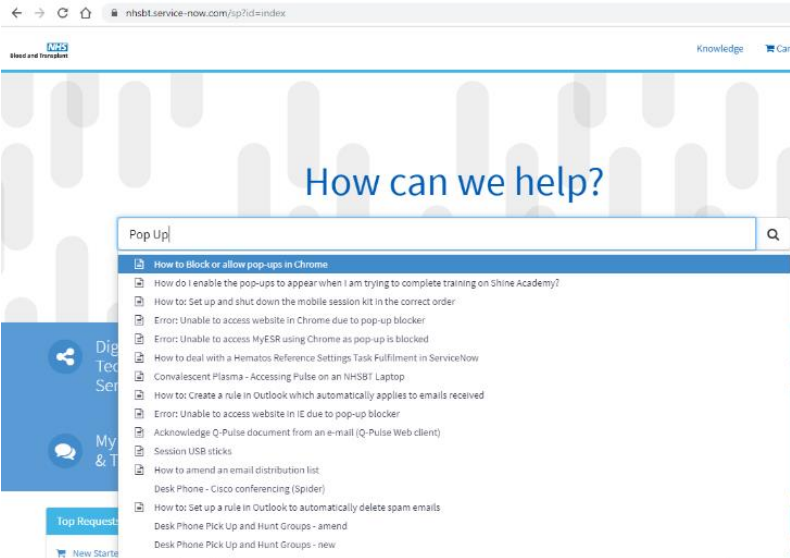 nhsbt.service-now.com/sp?id=index
NHS
Blood and Transplant
Knowledge
Car
How can we help?
Pop Up
How to Block or allow pop-ups in Chrome
How do I enable the pop-ups to appear when I am trying to complete training on Shine Academy?
How to: Set up and shut down the mobile session kit in the correct order
Error: Unable to access website in Chrome due to pop-up blocker
Error: Unable to access MyESR using Chrome as pop-up is blocked
How to deal with a Hematos Reference Settings Task Fulfilment in ServiceNow
Convalescent Plasma - Accessing Pulse on an NHSBT Laptop
How to: Create a rule in Outlook which automatically applies to emails received
Error: Unable to access website in IE due to pop-up blocker
Acknowledge Q-Pulse document from an e-mail (Q-Pulse Web client)
Session USB sticks
How to amend an email distribution list
Desk Phone - Cisco conferencing (Spider)
How to: Set up a rule in Outlook to automatically delete spam emails
Desk Phone Pick Up and Hunt Groups - amend
Desk Phone Pick Up and Hunt Groups - new
Dig
Tec
Ser
My
& T
Top Requests
New Starte